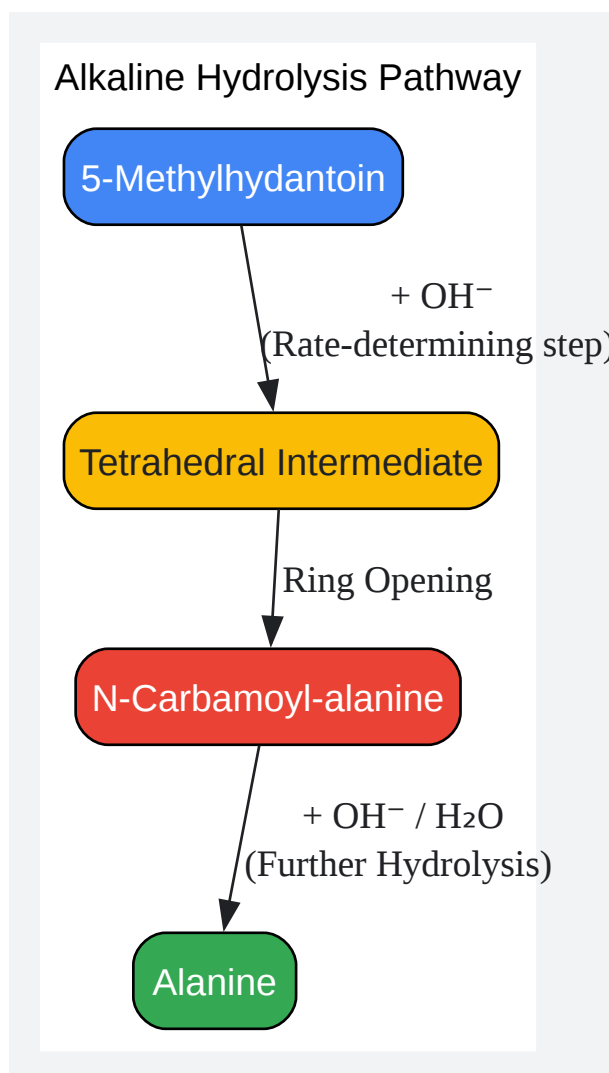 Alkaline Hydrolysis Pathway
5-Methylhydantoin
+ OH⁻
(Rate-determining step)
Tetrahedral Intermediate
Ring Opening
N-Carbamoyl-alanine
+ OH⁻ / H₂O
(Further Hydrolysis)
Alanine